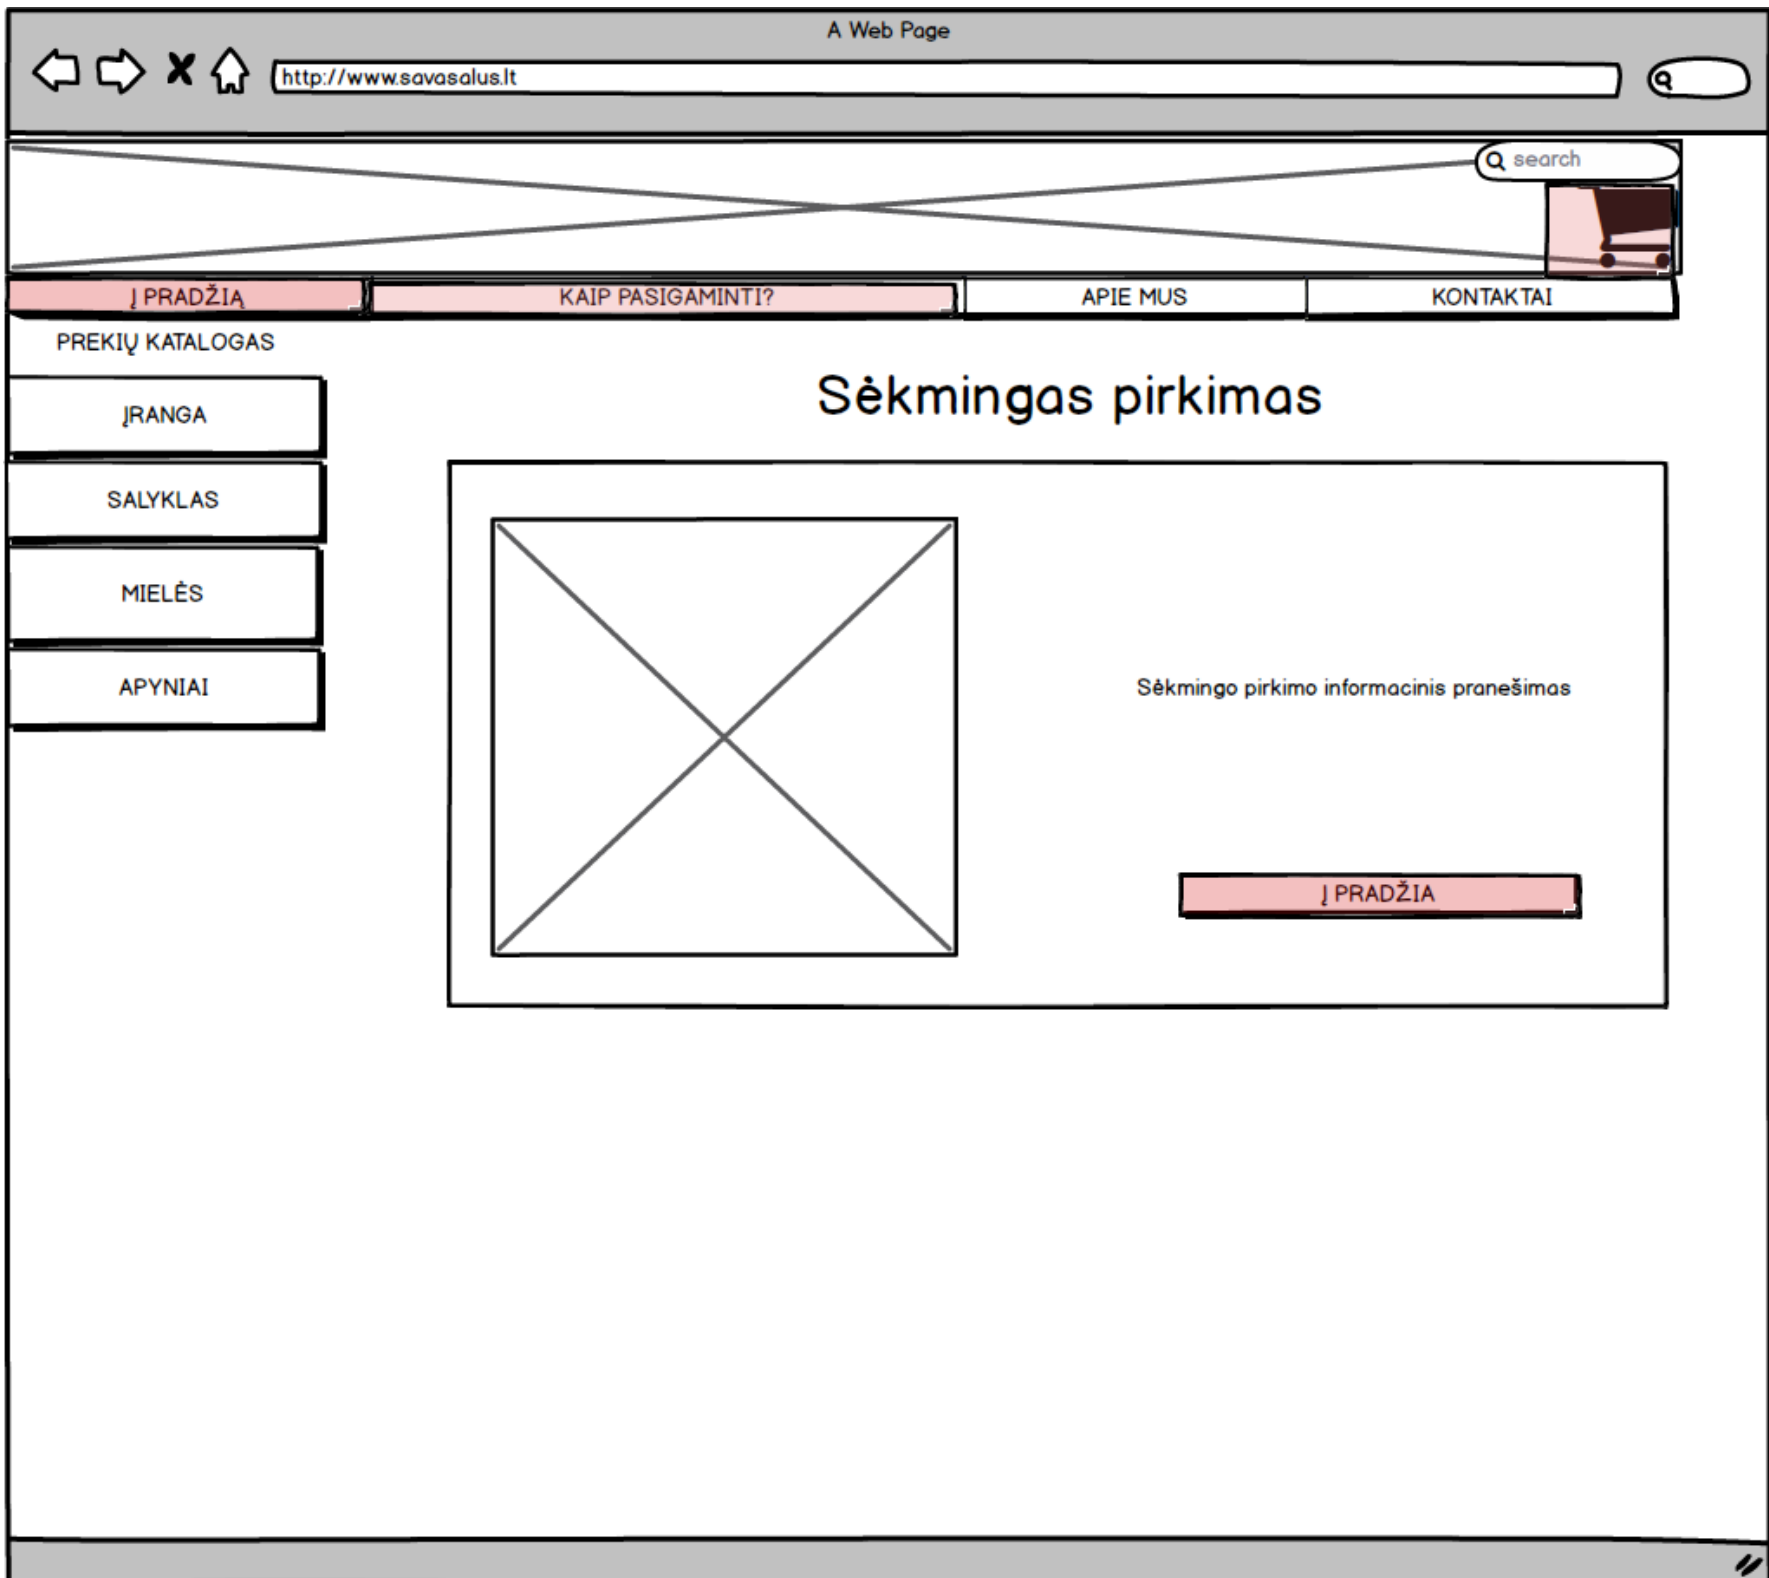 A Web Page
http://www.savasalus.lt
search
Į PRADŽIĄ
KAIP PASIGAMINTI?
APIE MUS
KONTAKTAI
PREKIŲ KATALOGAS
ĮRANGA
SALYKLAS
MIELĖS
APYNIAI
Sėkmingas pirkimas
Sėkmingo pirkimo informacinis pranešimas
Į PRADŽIA